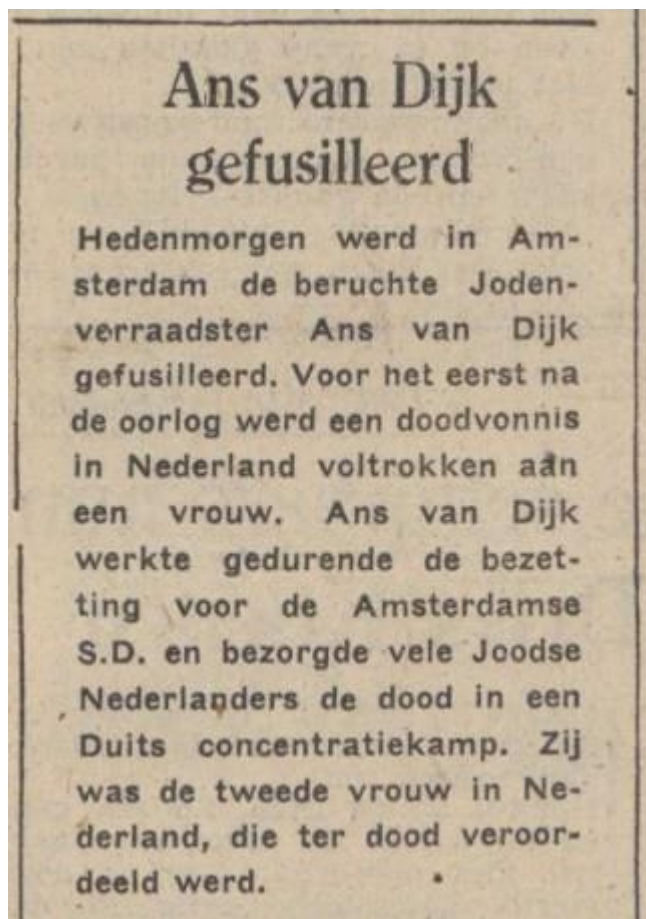 Ans van Dijk
gefusilleerd
Hedenmorgen werd in Am-
sterdam de beruchte Joden-
verraadster Ans van Dijk
gefusilleerd. Voor het eerst na
de oorlog werd een doodvonnis
in Nederland voltrokken aan
een vrouw. Ans van Dijk
werkte gedurende de bezet-
ting voor de Amsterdamse
S.D. en bezorgde vele Joodse
Nederlanders de dood in een
Duits concentratiekamp. Zij
was de tweede vrouw in Ne-
derland, die ter dood veroor-
deeld werd.